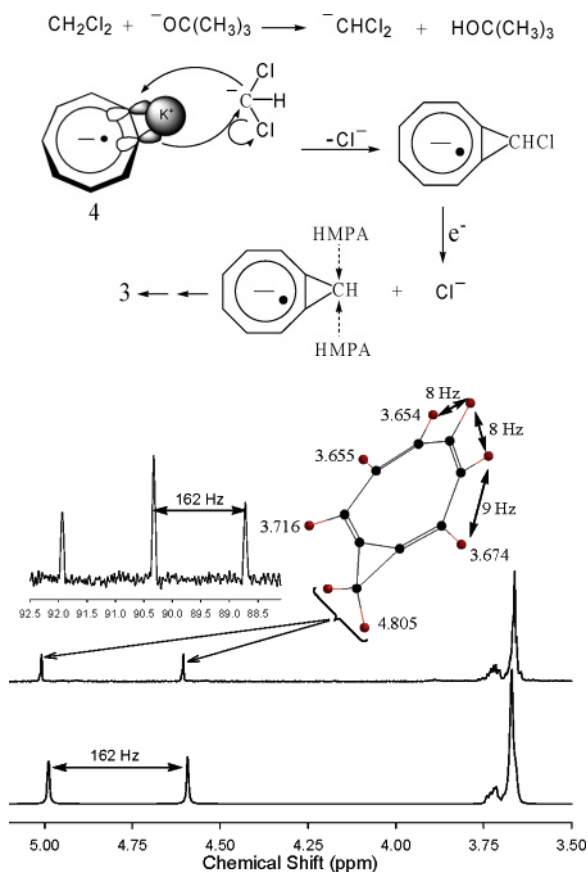 CH2Cl2 + −OC(CH3)3 → −CHCl2 + HOC(CH3)3
Cl
K+
−C−H
Cl
−•
4
-Cl−
−•
CHCl
e-
HMPA
3
−•
CH + Cl−
HMPA
8 Hz
3.654
8 Hz
3.655
162 Hz
9 Hz
3.716
3.674
92.5 92.0 91.5 91.0 90.5 90.0 89.5 89.0 88.5
4.805
162 Hz
5.00 4.75 4.50 4.25 4.00 3.75 3.50
Chemical Shift (ppm)